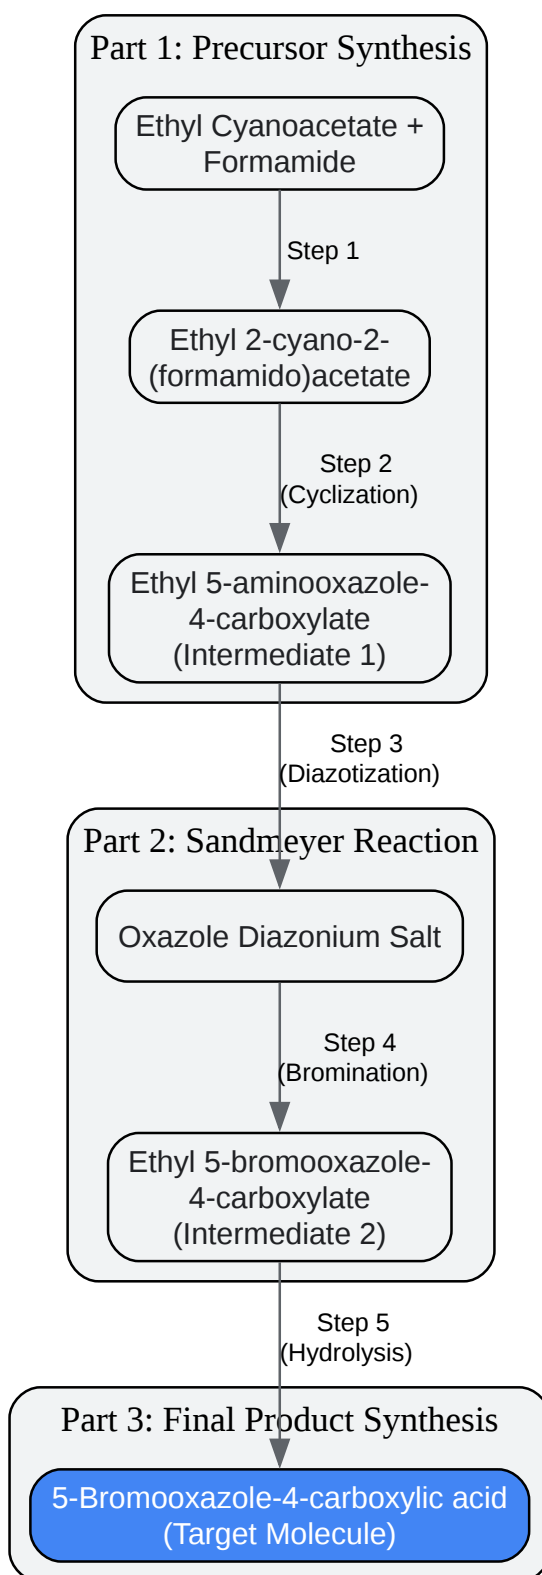 Part 1: Precursor Synthesis
Ethyl Cyanoacetate +
Formamide
Step 1
Ethyl 2-cyano-2-
(formamido)acetate
Step 2
(Cyclization)
Ethyl 5-aminooxazole-
4-carboxylate
(Intermediate 1)
Step 3
(Diazotization)
Part 2: Sandmeyer Reaction
Oxazole Diazonium Salt
Step 4
(Bromination)
Ethyl 5-bromooxazole-
4-carboxylate
(Intermediate 2)
Step 5
(Hydrolysis)
Part 3: Final Product Synthesis
5-Bromooxazole-4-carboxylic acid
(Target Molecule)